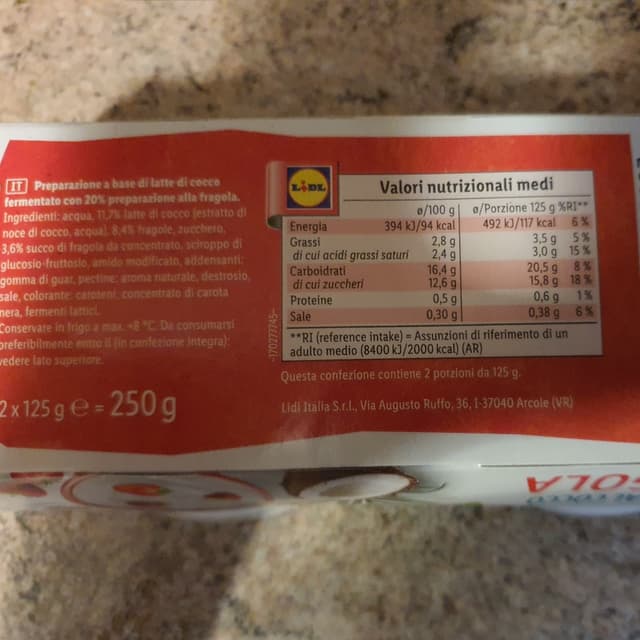 IT Preparazione a base di latte di cocco
fermentato con 20% preparazione alla fragola.
Ingredienti: acqua, 11,7% latte di cocco (estratto di
noce di cocco, acqua), 8,4% fragole, zucchero,
3,6% succo di fragola da concentrato, sciroppo di
glucosio-fruttosio, amido modificato, addensanti:
gomma di guar, pectine; aroma naturale, destrosio,
sale, colorante: caroteni, concentrato di carota
nera, fermenti lattici.
Conservare in frigo a max. +8 °C. Da consumarsi
preferibilmente entro il (in confezione integra):
vedere lato superiore.
2 x 125 g e = 250 g
LIDL
Valori nutrizionali medi
ø/100 g ø/Porzione 125 g %RI**
Energia 394 kJ/94 kcal 492 kJ/117 kcal 6 %
Grassi 2,8 g 3,5 g 5 %
di cui acidi grassi saturi 2,4 g 3,0 g 15 %
Carboidrati 16,4 g 20,5 g 8 %
di cui zuccheri 12,6 g 15,8 g 18 %
Proteine 0,5 g 0,6 g 1 %
Sale 0,30 g 0,38 g 6 %
**RI (reference intake) = Assunzioni di riferimento di un
adulto medio (8400 kJ/2000 kcal) (AR)
Questa confezione contiene 2 porzioni da 125 g.
Lidl Italia S.r.l., Via Augusto Ruffo, 36, I-37040 Arcole (VR)
-170277745-
COCCO
OLA